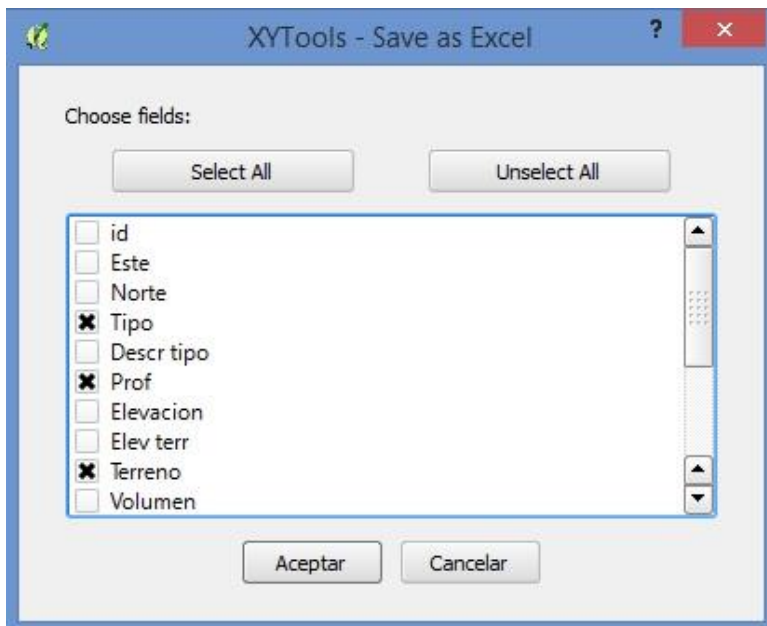 XYTools - Save as Excel ?
Choose fields:
Select All Unselect All
id
Este
Norte
Tipo
Descr tipo
Prof
Elevacion
Elev terr
Terreno
Volumen
Aceptar Cancelar